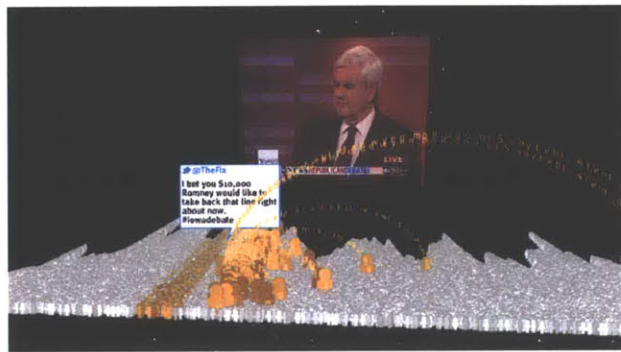 @TheFix
I bet you $10,000
Romney would like to
take back that line right
about now.
#iowadebate
LIVE
REPUBLICAN DEBATE